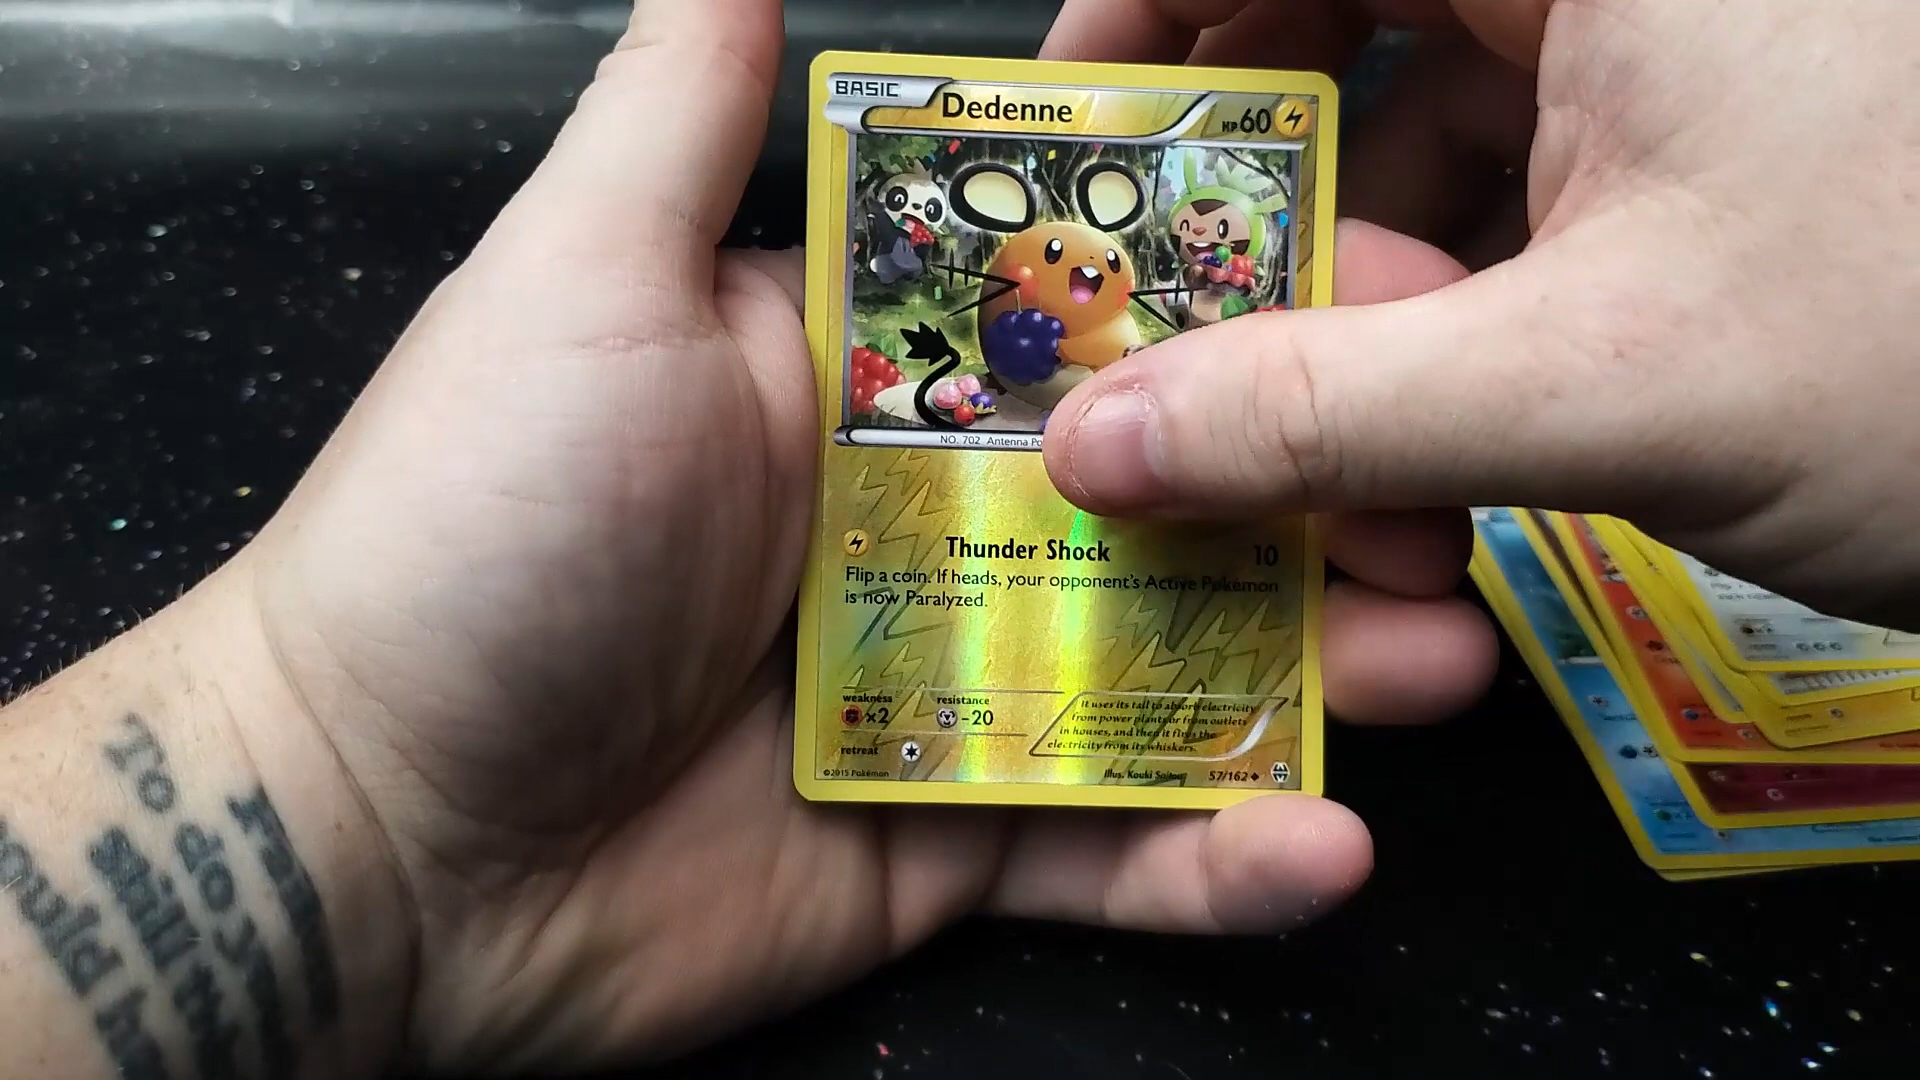 BASIC
Dedenne
HP 60
NO. 702 Antenna Po
Thunder Shock 10
Flip a coin. If heads, your opponent's Active Pokémon
is now Paralyzed.
weakness resistance
×2 -20
retreat
It uses its tail to absorb electricity
from power plants or from outlets
in houses, and then it fires the
electricity from its whiskers.
©2015 Pokémon Illus. Kouki Saitou 57/162